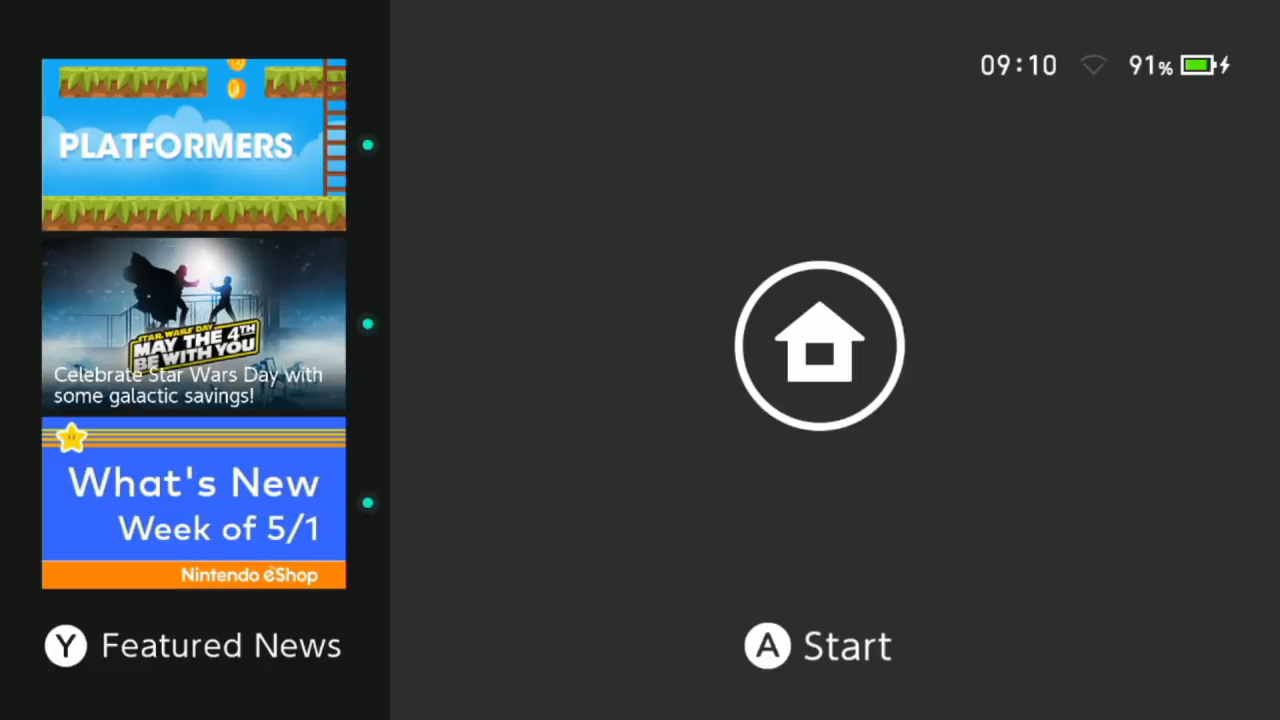 09:10 91%
PLATFORMERS
STAR WARS DAY
MAY THE 4TH
BE WITH YOU
Celebrate Star Wars Day with
some galactic savings!
What's New
Week of 5/1
Nintendo eShop
Y Featured News
A Start